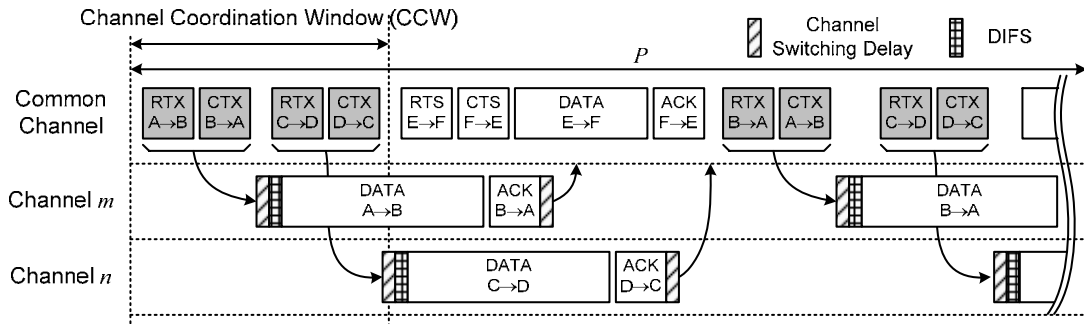 Channel Coordination Window (CCW)
Channel
Switching Delay
DIFS
P
Common
Channel
RTX
A→B
CTX
B→A
RTX
C→D
CTX
D→C
RTS
E→F
CTS
F→E
DATA
E→F
ACK
F→E
RTX
B→A
CTX
A→B
RTX
C→D
CTX
D→C
Channel m
DATA
A→B
ACK
B→A
DATA
B→A
Channel n
DATA
C→D
ACK
D→C